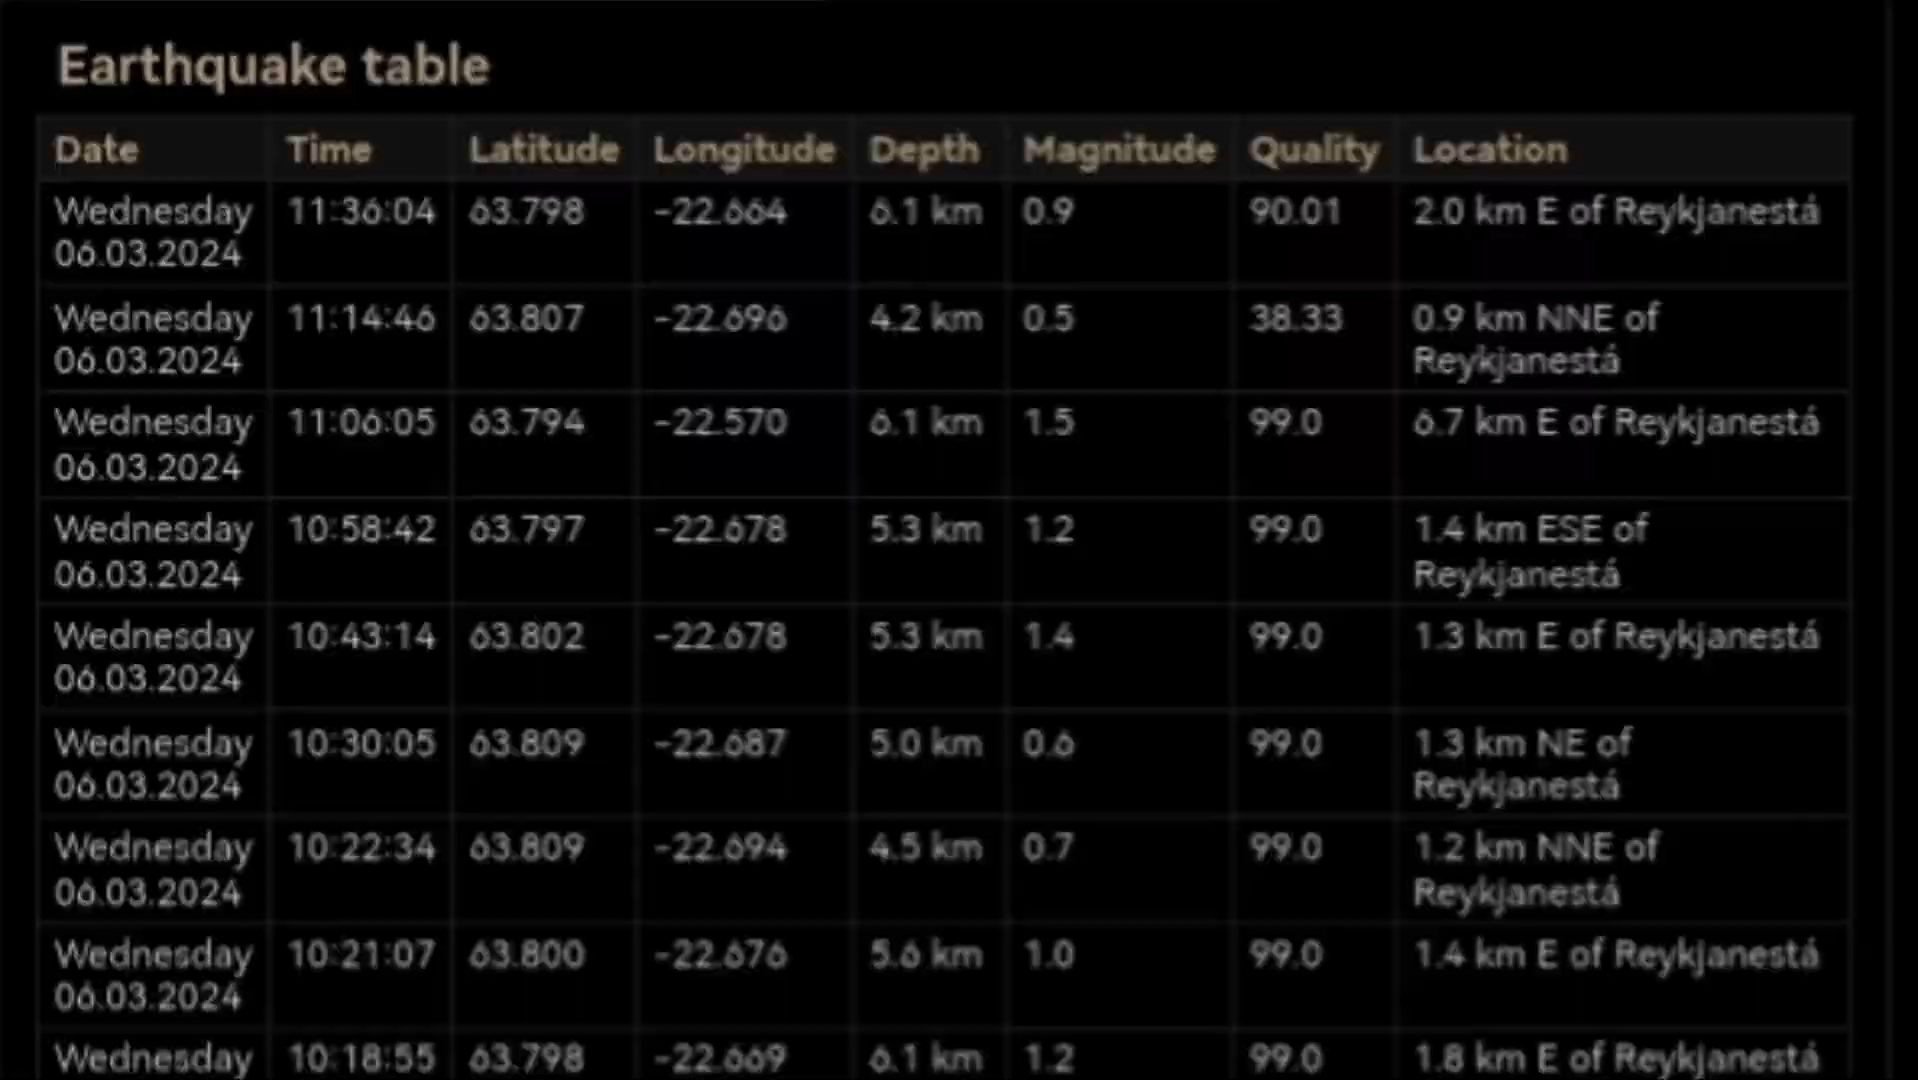 Earthquake table
Date Time Latitude Longitude Depth Magnitude Quality Location
Wednesday 11:36:04 63.798 -22.664 6.1 km 0.9 90.01 2.0 km E of Reykjanestá
06.03.2024
Wednesday 11:14:46 63.807 -22.696 4.2 km 0.5 38.33 0.9 km NNE of
06.03.2024 Reykjanestá
Wednesday 11:06:05 63.794 -22.570 6.1 km 1.5 99.0 6.7 km E of Reykjanestá
06.03.2024
Wednesday 10:58:42 63.797 -22.678 5.3 km 1.2 99.0 1.4 km ESE of
06.03.2024 Reykjanestá
Wednesday 10:43:14 63.802 -22.678 5.3 km 1.4 99.0 1.3 km E of Reykjanestá
06.03.2024
Wednesday 10:30:05 63.809 -22.687 5.0 km 0.6 99.0 1.3 km NE of
06.03.2024 Reykjanestá
Wednesday 10:22:34 63.809 -22.694 4.5 km 0.7 99.0 1.2 km NNE of
06.03.2024 Reykjanestá
Wednesday 10:21:07 63.800 -22.676 5.6 km 1.0 99.0 1.4 km E of Reykjanestá
06.03.2024
Wednesday 10:18:55 63.798 -22.669 6.1 km 1.2 99.0 1.8 km E of Reykjanestá